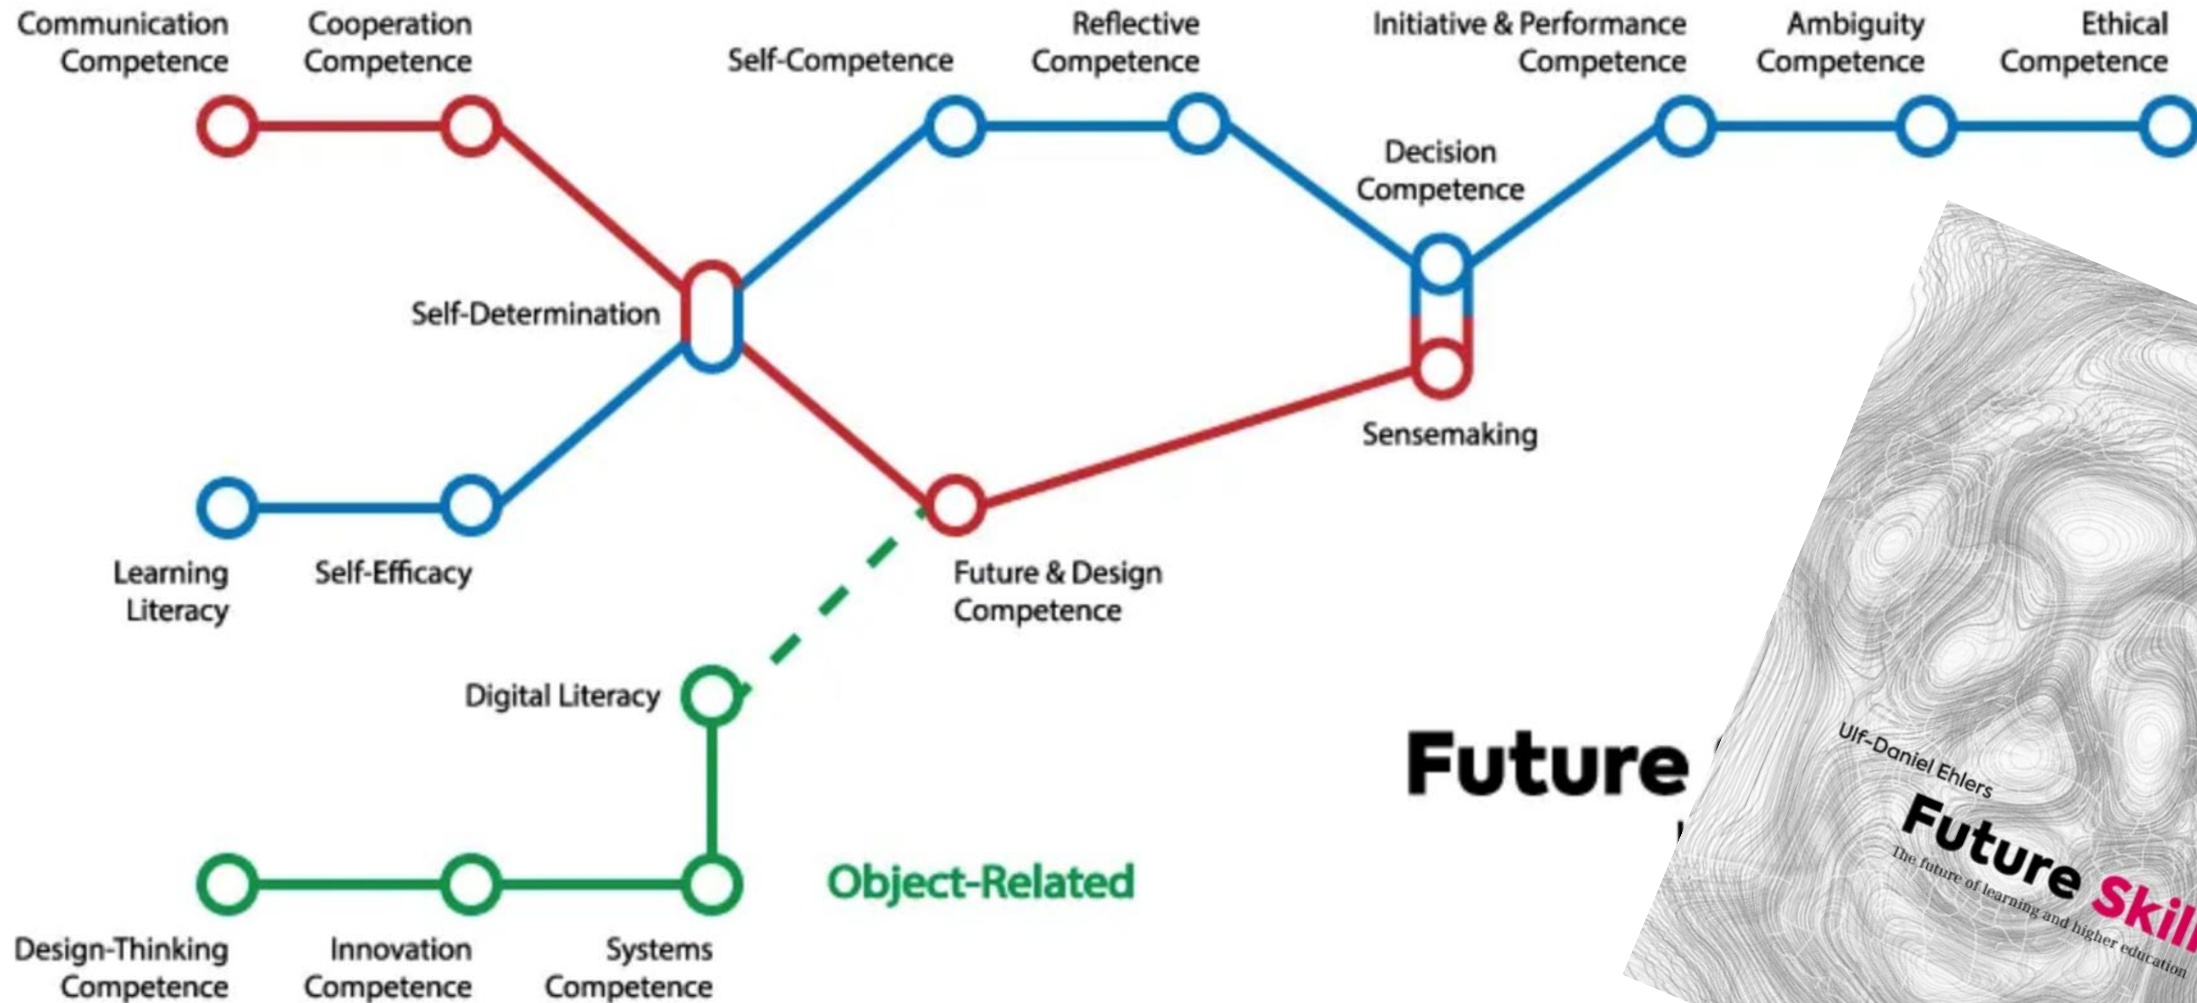 Communication
Competence
Cooperation
Competence
Self-Competence
Reflective
Competence
Initiative & Performance
Competence
Ambiguity
Competence
Ethical
Competence
Decision
Competence
Self-Determination
Sensemaking
Learning
Literacy
Self-Efficacy
Future & Design
Competence
Digital Literacy
Object-Related
Design-Thinking
Competence
Innovation
Competence
Systems
Competence
Future
Ulf-Daniel Ehlers
Future Skill
The future of learning and higher education